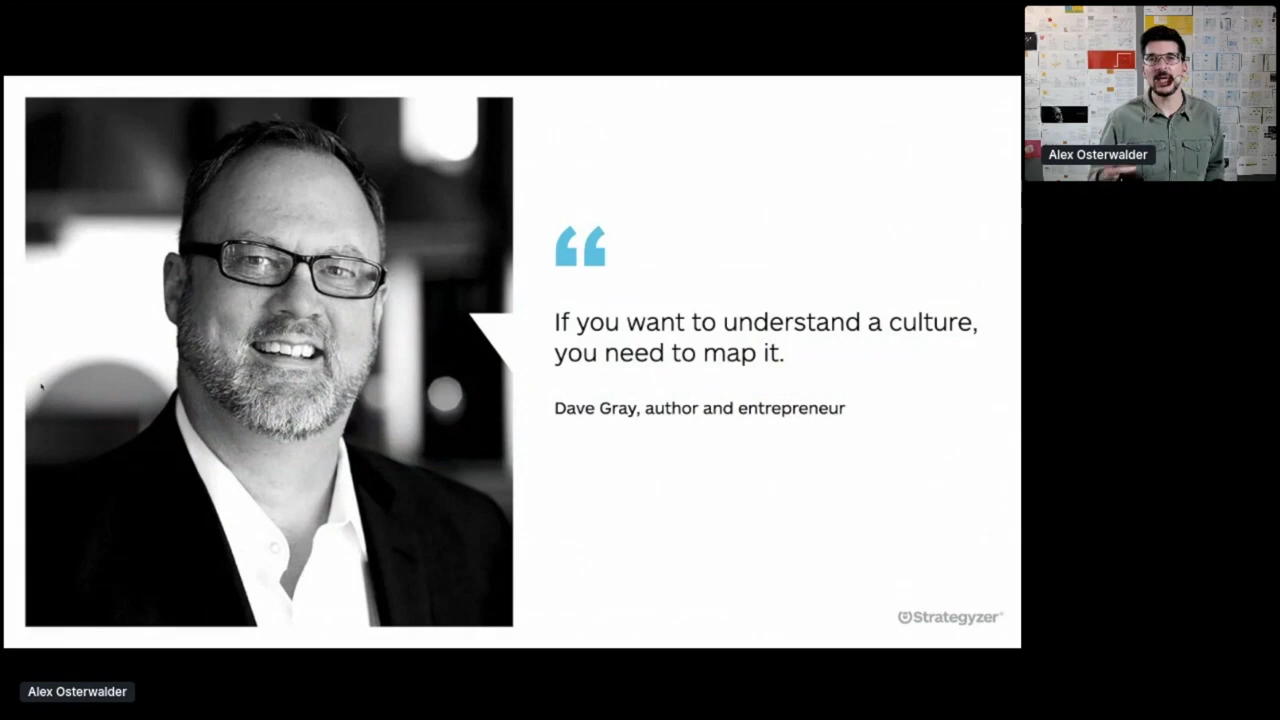 Alex Osterwalder
“
If you want to understand a culture,
you need to map it.
Dave Gray, author and entrepreneur
Strategyzer
Alex Osterwalder